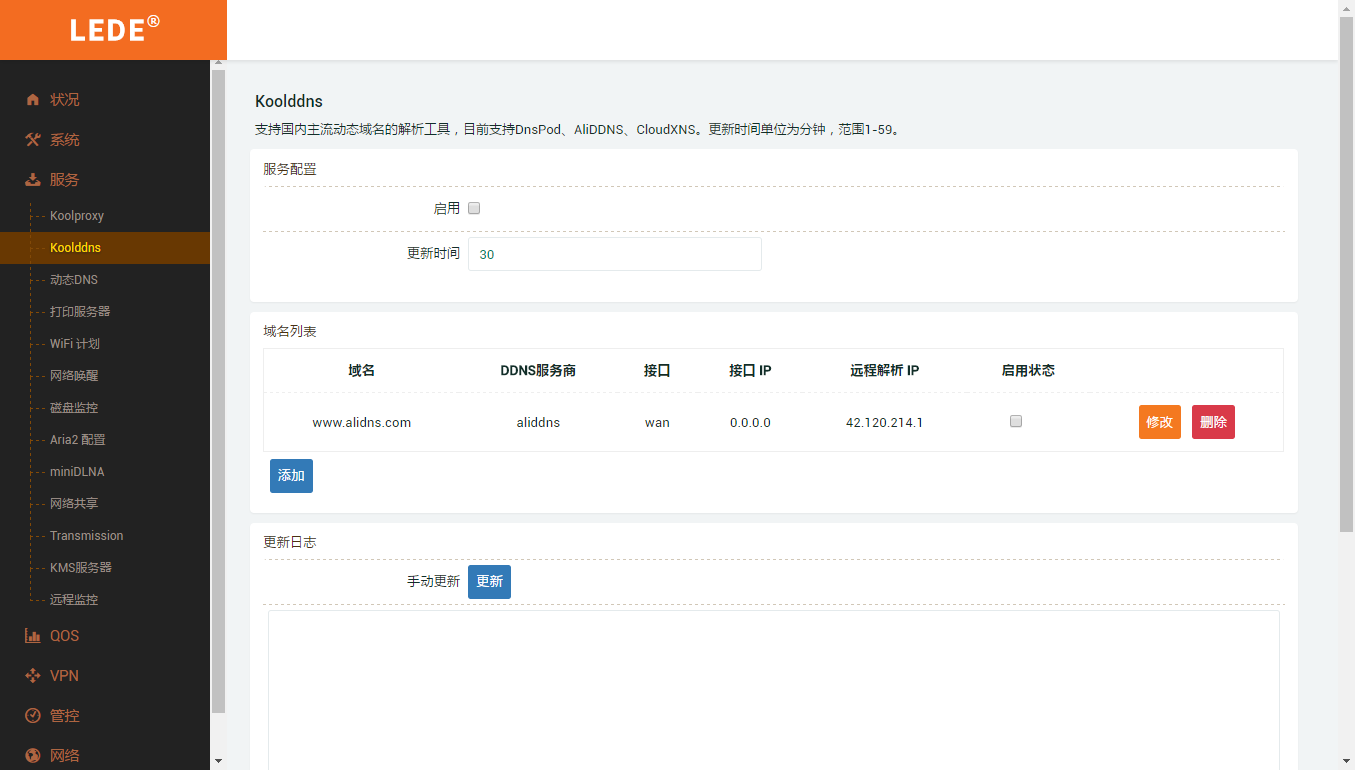 LEDE®
状况
系统
服务
Koolproxy
Koolddns
动态DNS
打印服务器
WiFi 计划
网络唤醒
磁盘监控
Aria2 配置
miniDLNA
网络共享
Transmission
KMS服务器
远程监控
QOS
VPN
管控
网络
Koolddns
支持国内主流动态域名的解析工具，目前支持DnsPod、AliDDNS、CloudXNS。更新时间单位为分钟，范围1-59。
服务配置
启用
更新时间 30
域名列表
域名 DDNS服务商 接口 接口 IP 远程解析 IP 启用状态
www.alidns.com aliddns wan 0.0.0.0 42.120.214.1 修改 删除
添加
更新日志
手动更新 更新